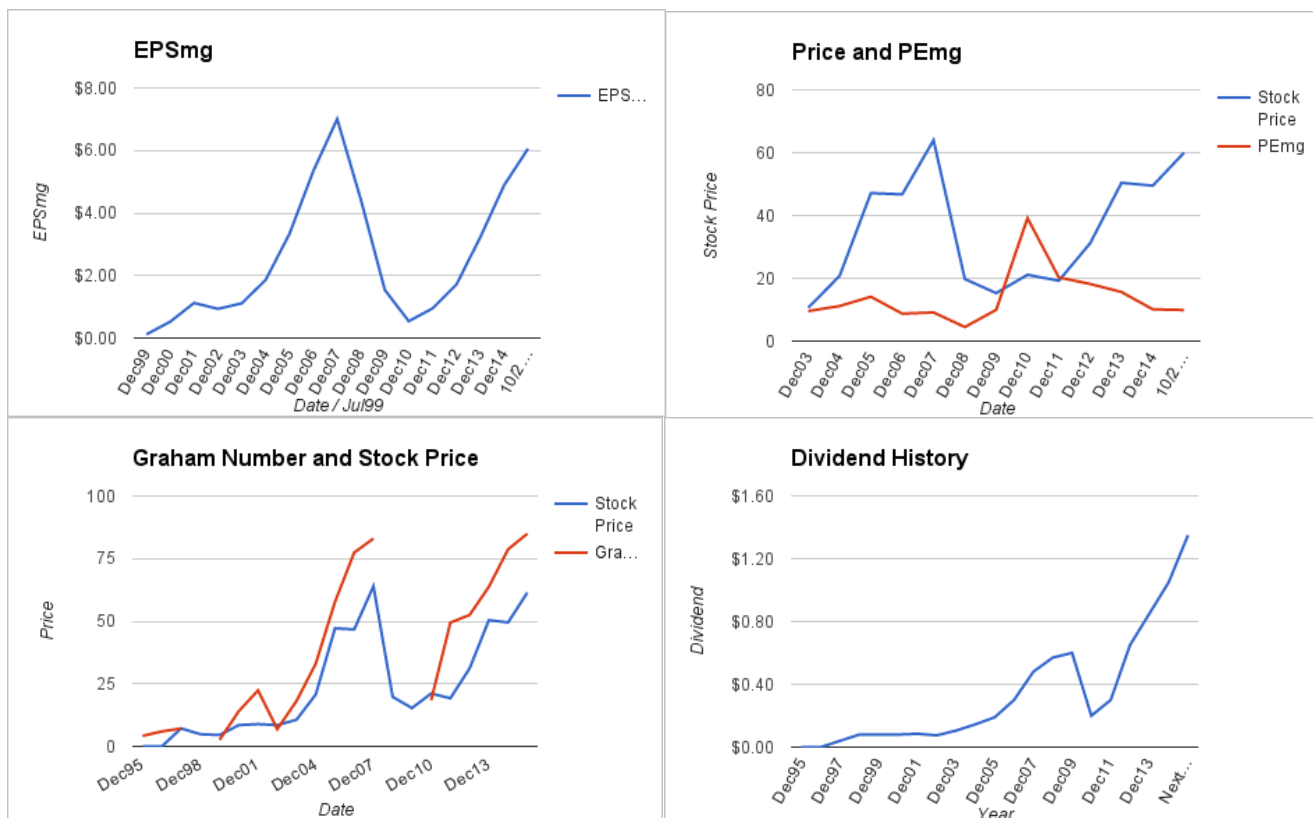 EPSmg
$8.00
$6.00
$4.00
$2.00
$0.00
EPSmg
EPS...
Dec99
Dec00
Dec01
Dec02
Dec03
Dec04
Dec05
Dec06
Dec07
Dec08
Dec09
Dec10
Dec11
Dec12
Dec13
Dec14
10/2...
Date / Jul99
Price and PEmg
80
60
40
20
0
Stock Price
Stock
Price
PEmg
Dec03
Dec04
Dec05
Dec06
Dec07
Dec08
Dec09
Dec10
Dec11
Dec12
Dec13
Dec14
10/2...
Date
Graham Number and Stock Price
100
75
50
25
0
Price
Stock
Price
Gra...
Dec95
Dec98
Dec01
Dec04
Dec07
Dec10
Dec13
Date
Dividend History
$1.60
$1.20
$0.80
$0.40
$0.00
Dividend
Dec95
Dec97
Dec99
Dec01
Dec03
Dec05
Dec07
Dec09
Dec11
Dec13
Next...
Year